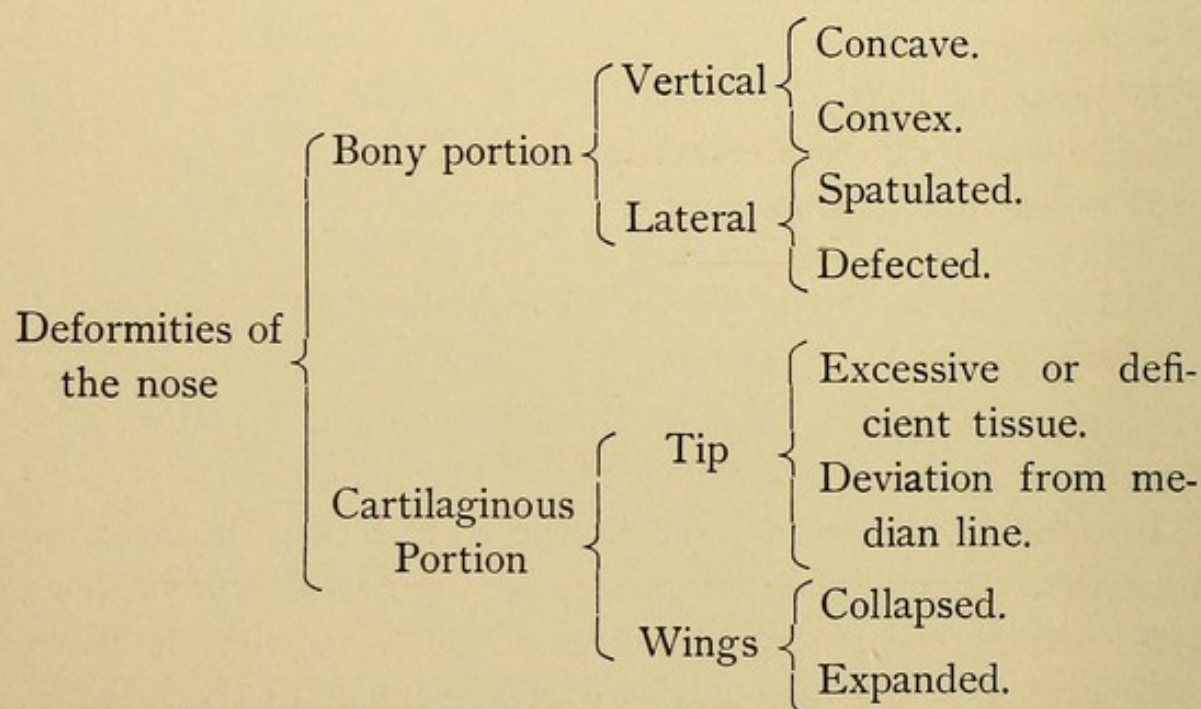 Deformities of
the nose
Bony portion
Vertical
Concave.
Convex.
Lateral
Spatulated.
Defected.
Cartilaginous
Portion
Tip
Excessive or defi-
cient tissue.
Deviation from me-
dian line.
Wings
Collapsed.
Expanded.